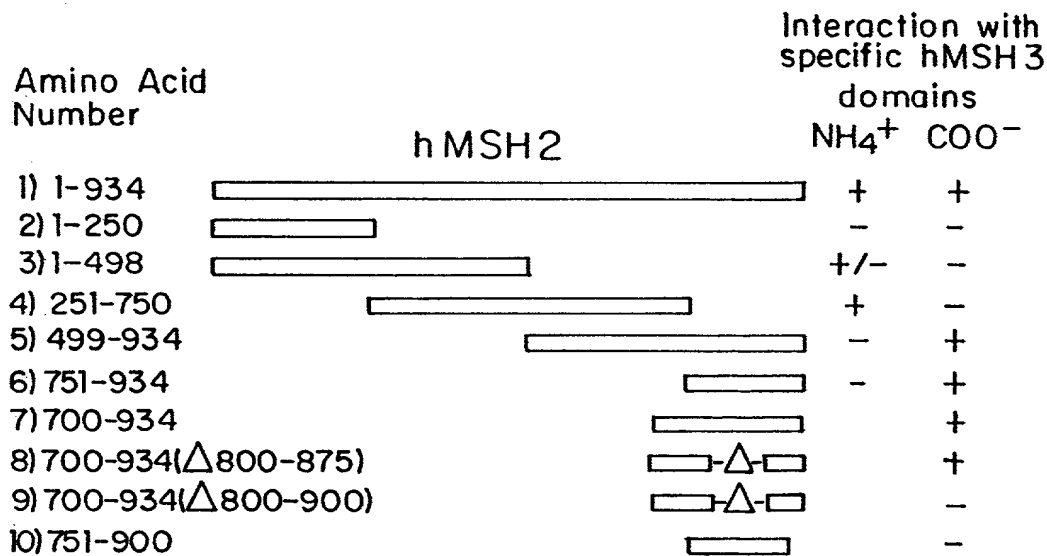 Interaction with
specific hMSH3
domains
Amino Acid
Number
hMSH2
NH₄⁺ COO⁻
1) 1-934 + +
2) 1-250 - -
3) 1-498 +/- -
4) 251-750 + -
5) 499-934 - +
6) 751-934 - +
7) 700-934 +
8) 700-934(Δ800-875) -Δ- +
9) 700-934(Δ800-900) -Δ- -
10) 751-900 -